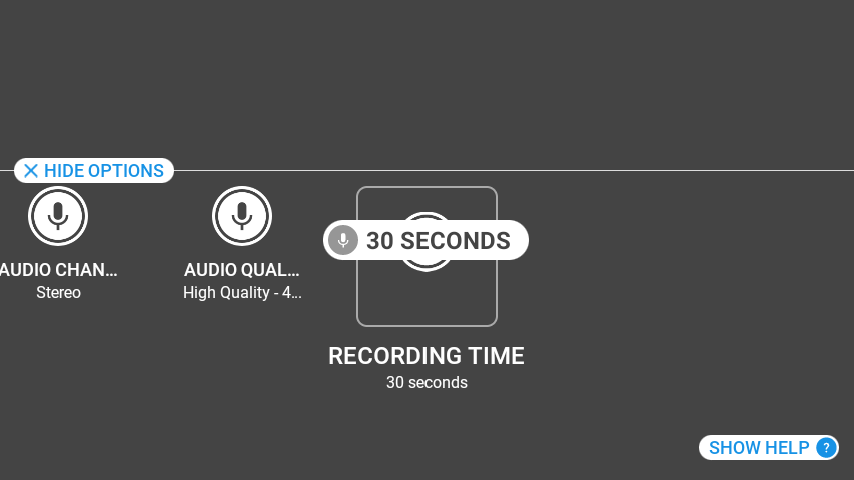 HIDE OPTIONS
30 SECONDS
AUDIO CHAN...
Stereo
AUDIO QUAL...
High Quality - 4...
RECORDING TIME
30 seconds
SHOW HELP ?